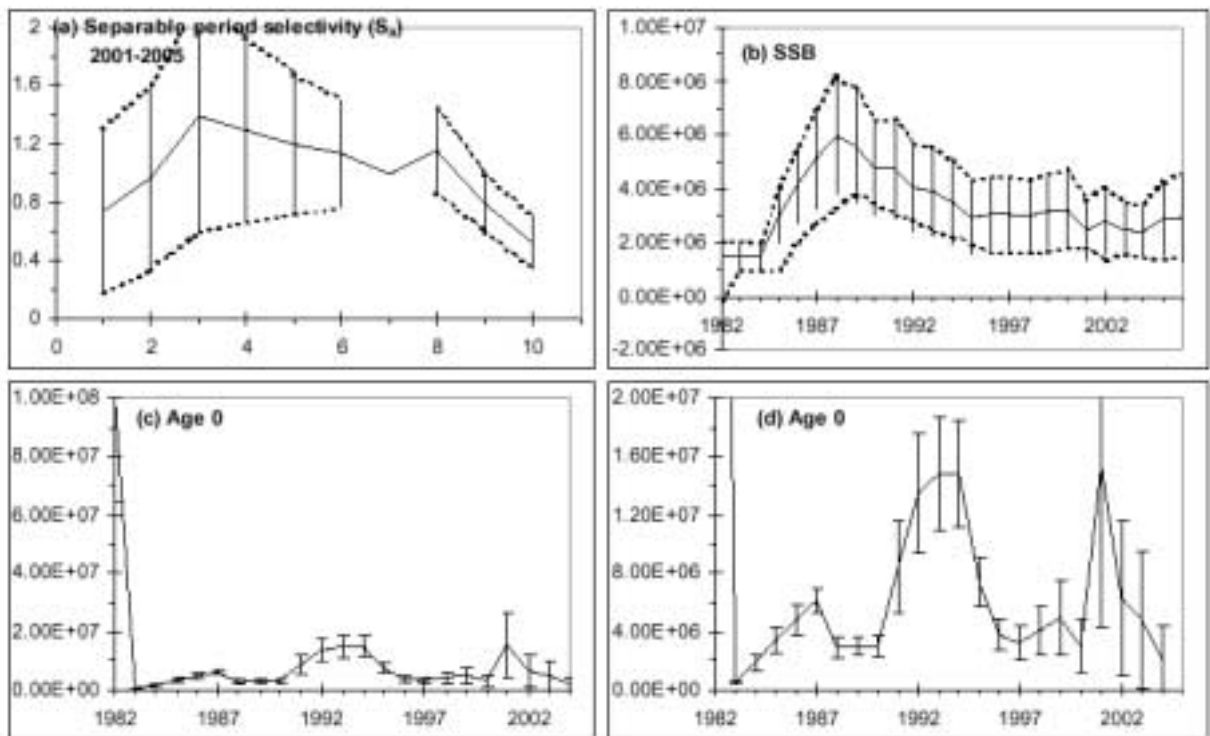 (a) Separable period selectivity (Sa)
2001-2005
2
1.6
1.2
0.8
0.4
0
0 2 4 6 8 10
(b) SSB
1.00E+07
8.00E+06
6.00E+06
4.00E+06
2.00E+06
0.00E+00
-2.00E+06
1982 1987 1992 1997 2002
(c) Age 0
1.00E+08
8.00E+07
6.00E+07
4.00E+07
2.00E+07
0.00E+00
1982 1987 1992 1997 2002
(d) Age 0
2.00E+07
1.60E+07
1.20E+07
8.00E+06
4.00E+06
0.00E+00
1982 1987 1992 1997 2002